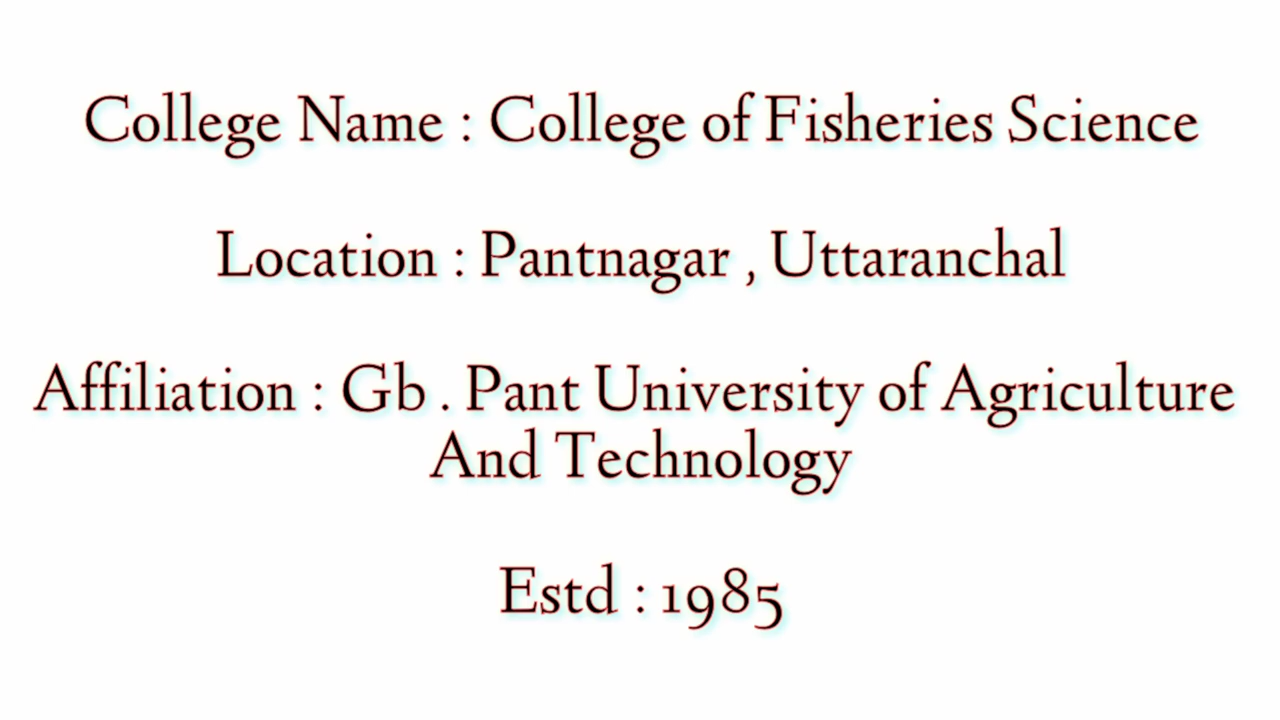 College Name : College of Fisheries Science
Location : Pantnagar , Uttaranchal
Affiliation : Gb . Pant University of Agriculture
And Technology
Estd : 1985